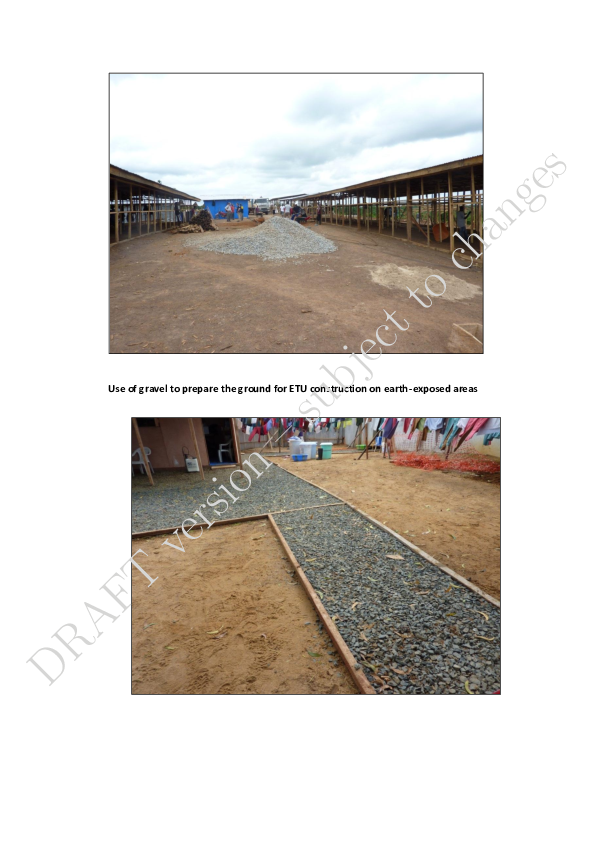 Use of gravel to prepare the ground for ETU construction on earth-exposed areas
DRAFT version – subject to changes